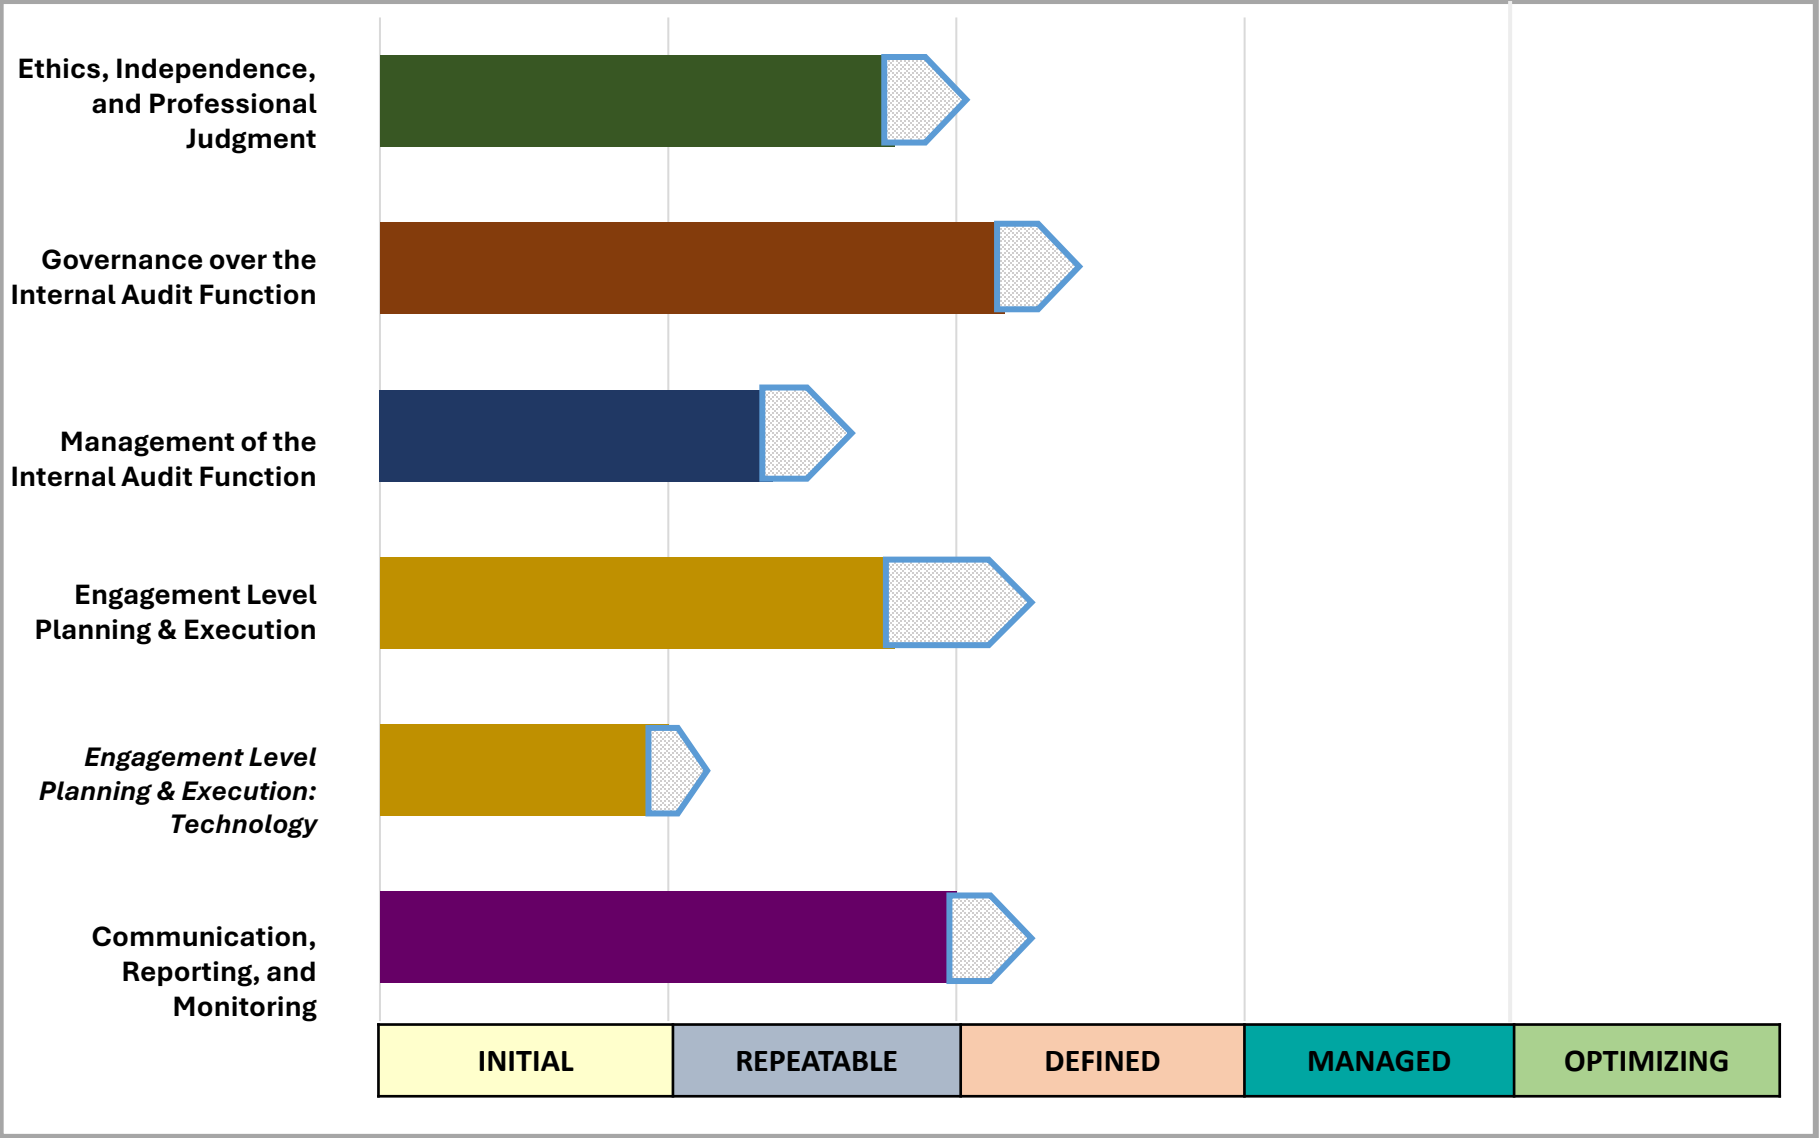 Ethics, Independence,
and Professional
Judgment
Governance over the
Internal Audit Function
Management of the
Internal Audit Function
Engagement Level
Planning & Execution
Engagement Level
Planning & Execution:
Technology
Communication,
Reporting, and
Monitoring
INITIAL
REPEATABLE
DEFINED
MANAGED
OPTIMIZING